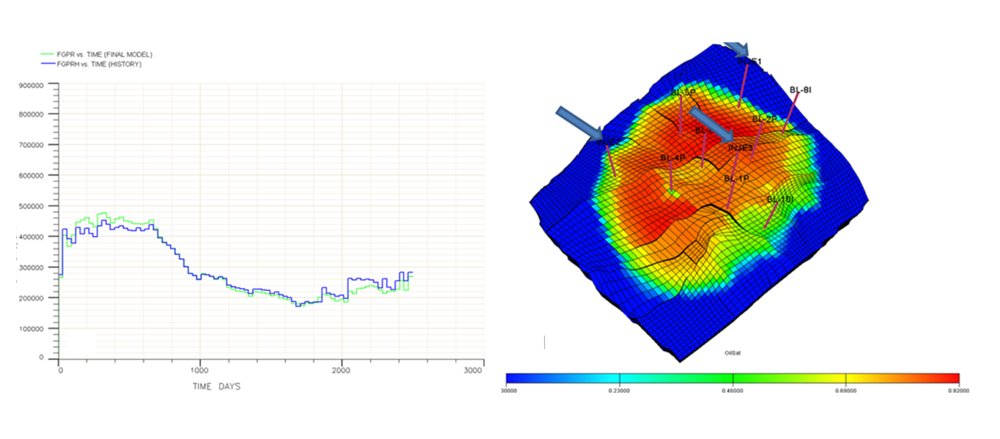 FGPR vs. TIME (FINAL MODEL)
FGPRH vs. TIME (HISTORY)
900000
800000
700000
600000
500000
400000
300000
200000
100000
0
0 1000 2000 3000
TIME DAYS
INJE1
BL-8I
BL-5P
BL-2P
INJE3
BL-4P
BL-1P
BL-10I
OilSat
00000 0.23000 0.46000 0.69000 0.92000